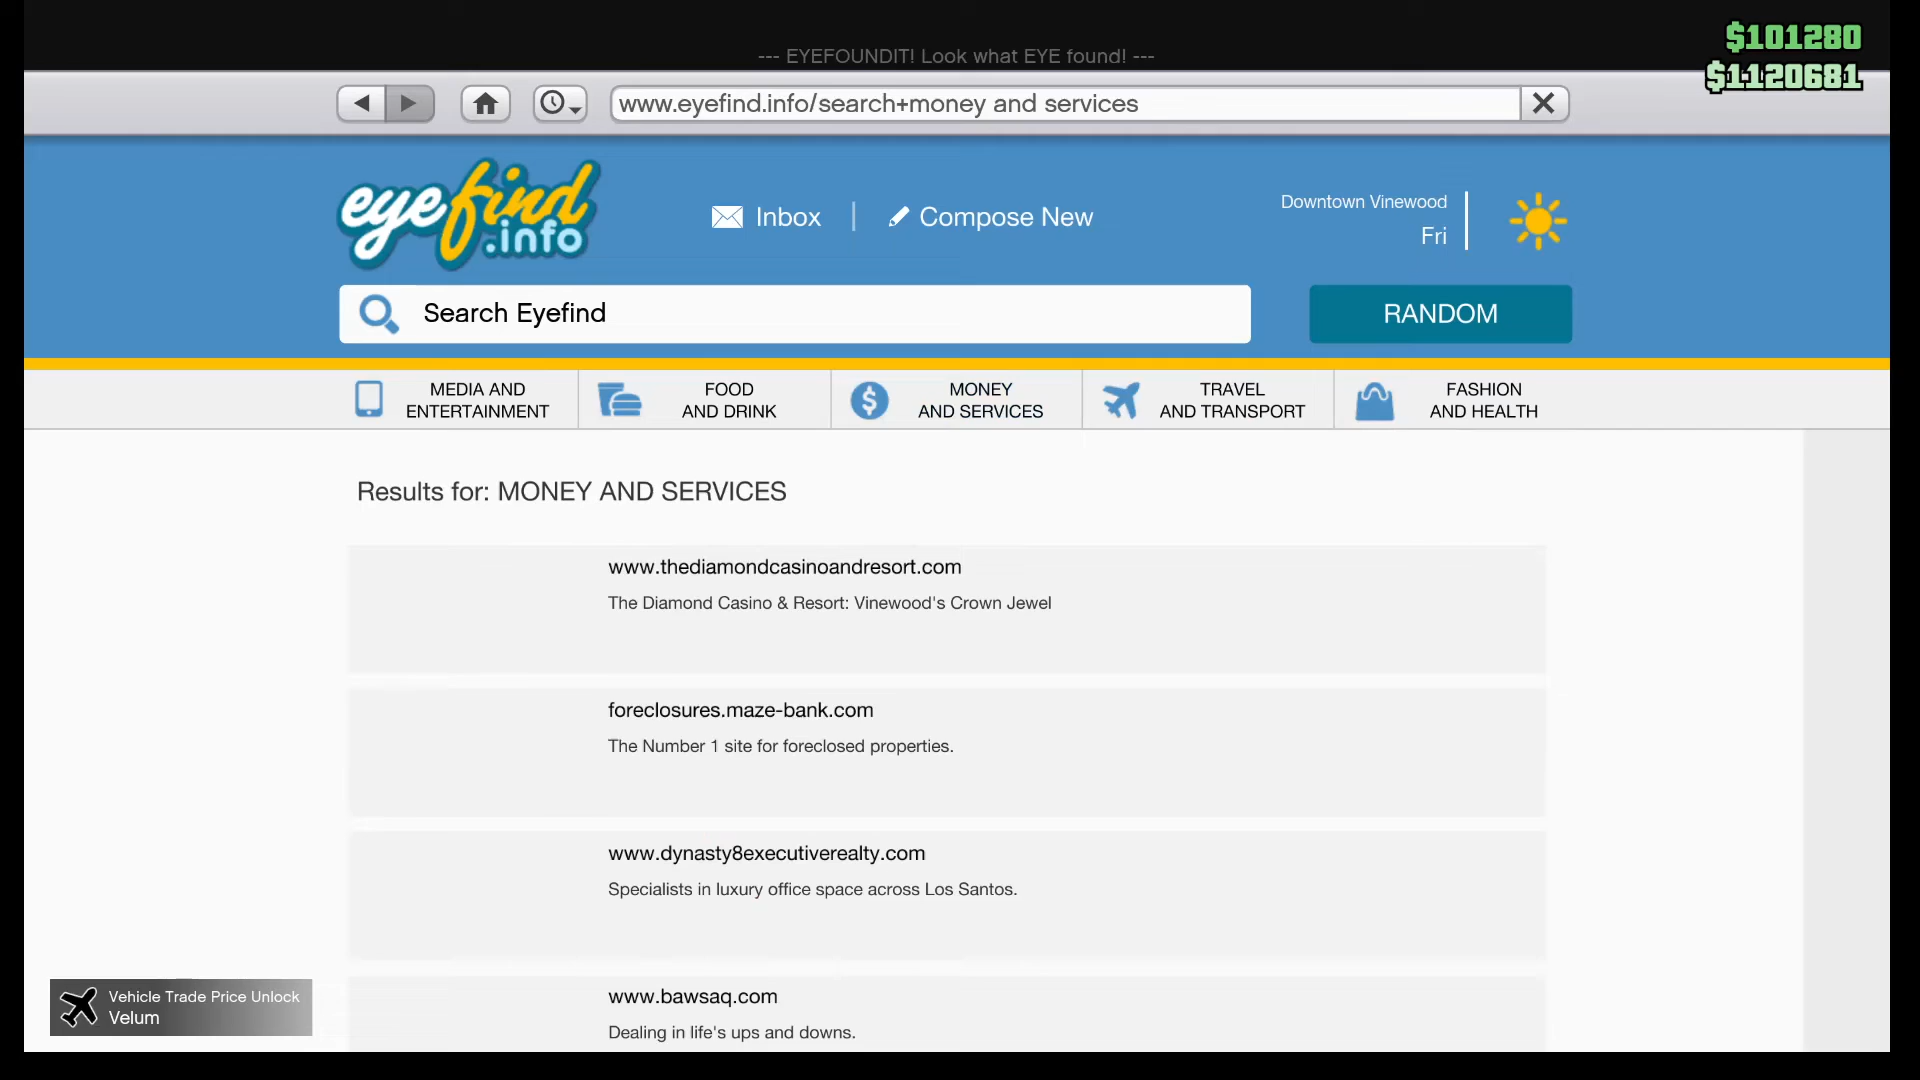 --- EYEFOUNDIT! Look what EYE found! ---
$101280
$1120681
www.eyefind.info/search+money and services
eyefind
.info
Inbox
Compose New
Downtown Vinewood
Fri
Search Eyefind
RANDOM
MEDIA AND
ENTERTAINMENT
FOOD
AND DRINK
MONEY
AND SERVICES
TRAVEL
AND TRANSPORT
FASHION
AND HEALTH
Results for: MONEY AND SERVICES
www.thediamondcasinoandresort.com
The Diamond Casino & Resort: Vinewood's Crown Jewel
foreclosures.maze-bank.com
The Number 1 site for foreclosed properties.
www.dynasty8executiverealty.com
Specialists in luxury office space across Los Santos.
www.bawsaq.com
Dealing in life's ups and downs.
Vehicle Trade Price Unlock
Velum